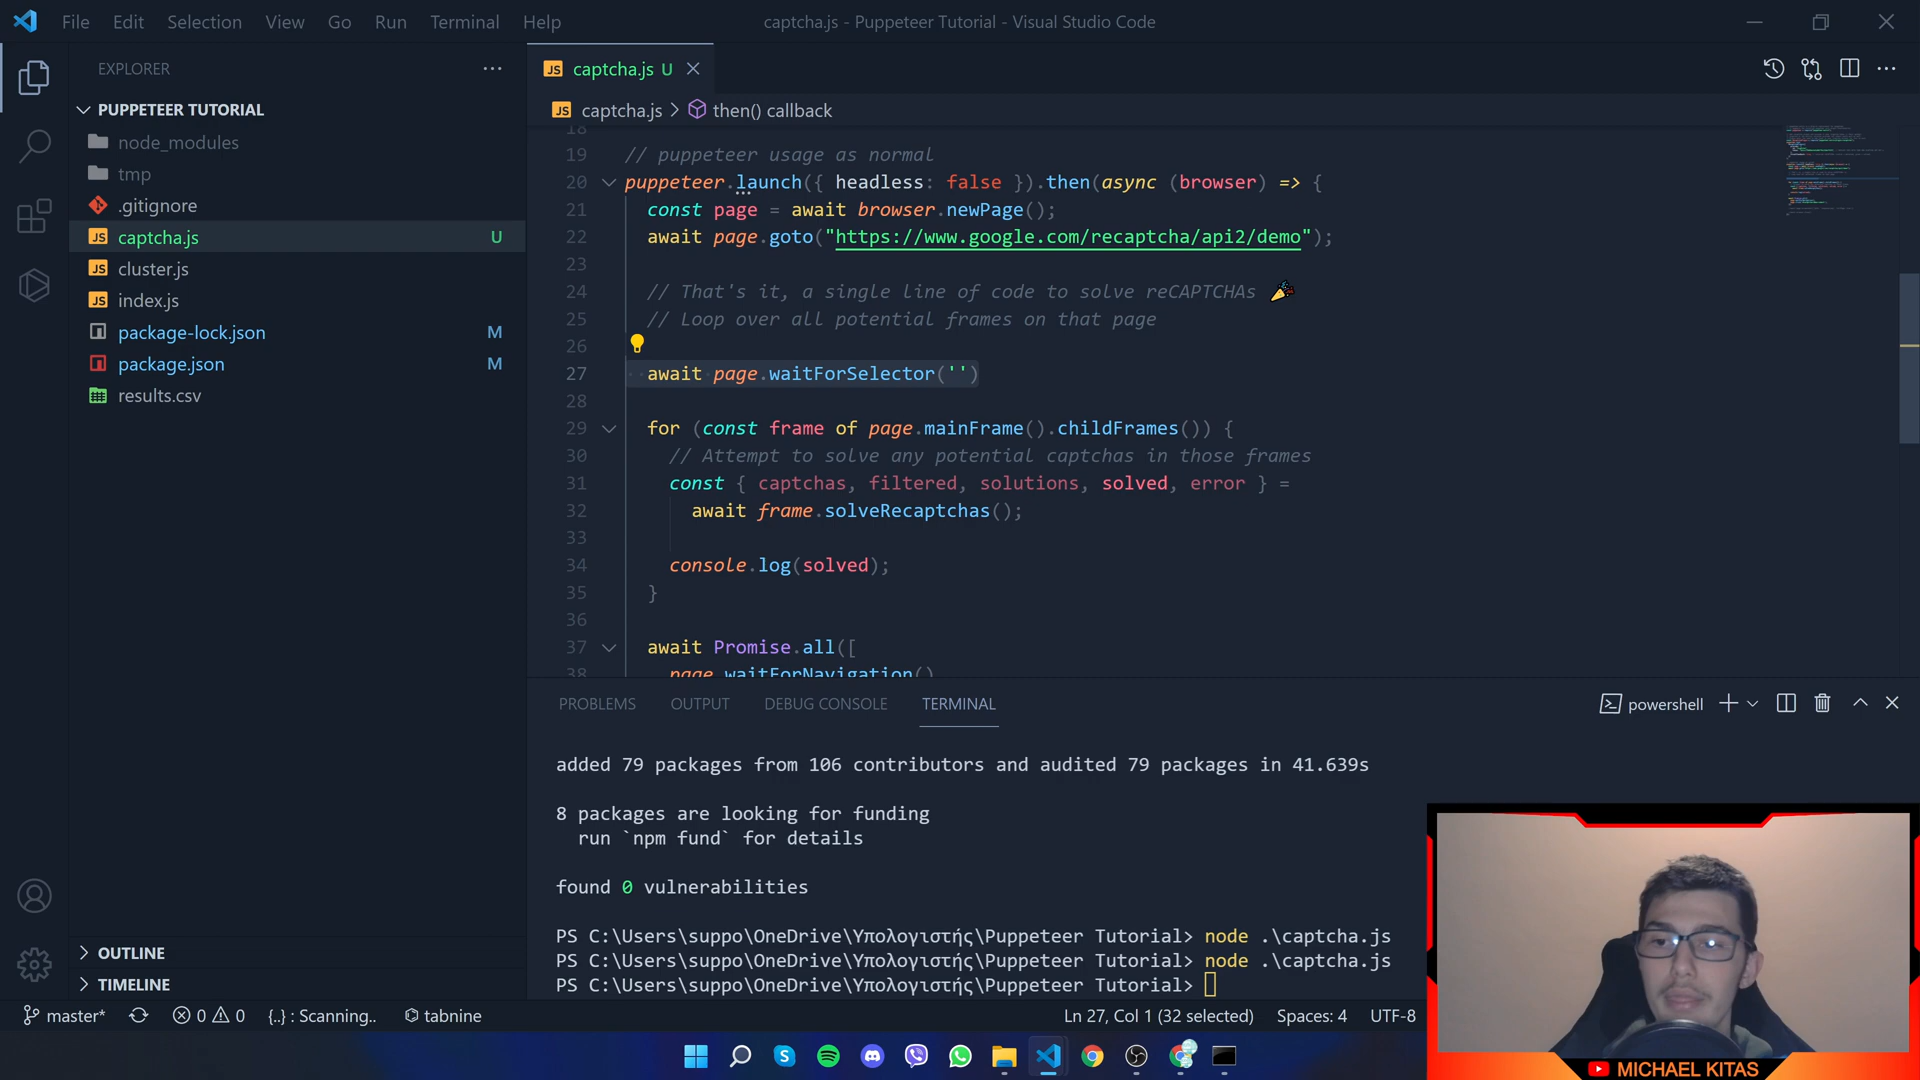 File Edit Selection View Go Run Terminal Help
captcha.js - Puppeteer Tutorial - Visual Studio Code
EXPLORER
PUPPETEER TUTORIAL
node_modules
tmp
.gitignore
captcha.js U
cluster.js
index.js
package-lock.json M
package.json M
results.csv
OUTLINE
TIMELINE
captcha.js U
captcha.js > then() callback
18
19 // puppeteer usage as normal
20 puppeteer.launch({ headless: false }).then(async (browser) => {
21 const page = await browser.newPage();
22 await page.goto("https://www.google.com/recaptcha/api2/demo");
23
24 // That's it, a single line of code to solve reCAPTCHAs 🎉
25 // Loop over all potential frames on that page
26
27 await page.waitForSelector('')
28
29 for (const frame of page.mainFrame().childFrames()) {
30 // Attempt to solve any potential captchas in those frames
31 const { captchas, filtered, solutions, solved, error } =
32 await frame.solveRecaptchas();
33
34 console.log(solved);
35 }
36
37 await Promise.all([
38 page.waitForNavigation()
PROBLEMS OUTPUT DEBUG CONSOLE TERMINAL
powershell
added 79 packages from 106 contributors and audited 79 packages in 41.639s
8 packages are looking for funding
run `npm fund` for details
found 0 vulnerabilities
PS C:\Users\suppo\OneDrive\Υπολογιστής\Puppeteer Tutorial> node .\captcha.js
PS C:\Users\suppo\OneDrive\Υπολογιστής\Puppeteer Tutorial> node .\captcha.js
PS C:\Users\suppo\OneDrive\Υπολογιστής\Puppeteer Tutorial>
master* 0 0 {..} : Scanning.. tabnine
Ln 27, Col 1 (32 selected) Spaces: 4 UTF-8
MICHAEL KITAS